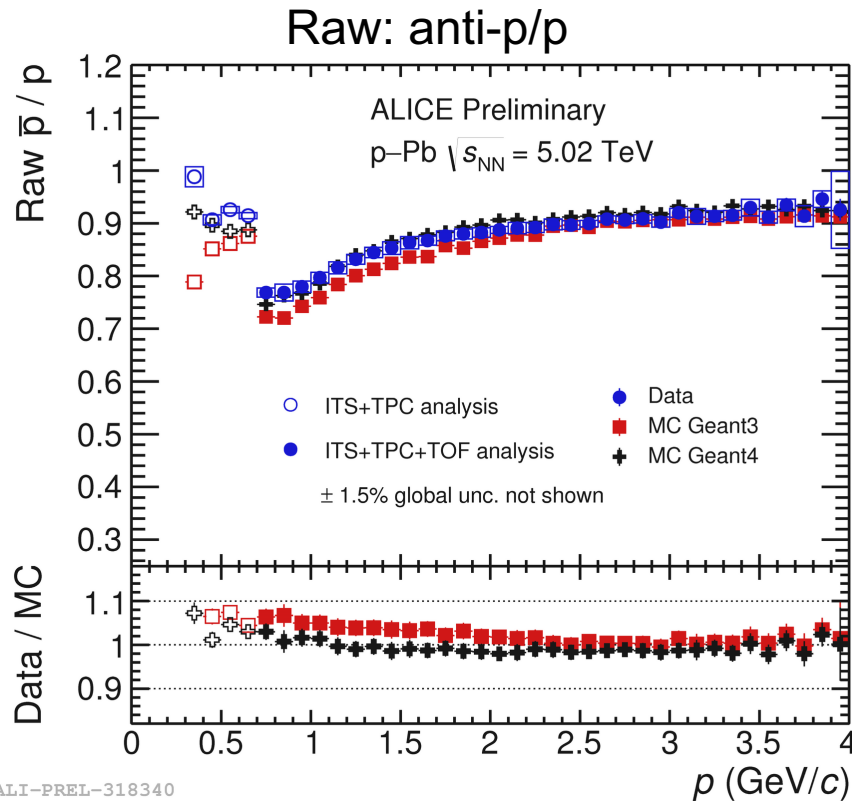 Raw: anti-p/p
Raw p̅ / p
1.2
1.1
1
0.9
0.8
0.7
0.6
0.5
0.4
0.3
ALICE Preliminary
p–Pb √sNN = 5.02 TeV
ITS+TPC analysis
ITS+TPC+TOF analysis
± 1.5% global unc. not shown
Data
MC Geant3
MC Geant4
Data / MC
1.1
1
0.9
0 0.5 1 1.5 2 2.5 3 3.5 4
p (GeV/c)
ALI-PREL-318340